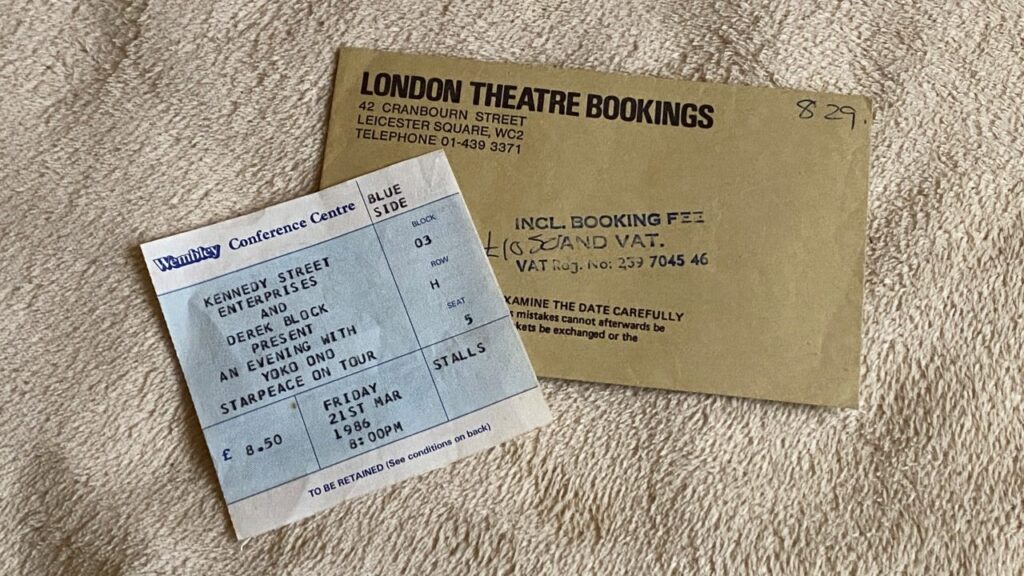 LONDON THEATRE BOOKINGS
42 CRANBOURN STREET
LEICESTER SQUARE, WC2
TELEPHONE 01-439 3371
8 29.
INCL. BOOKING FEE
£10.50 AND VAT.
VAT Reg. No: 239 7045 46
XAMINE THE DATE CAREFULLY
s mistakes cannot afterwards be
kets be exchanged or the
Wembley Conference Centre
BLUE
SIDE
KENNEDY STREET
ENTERPRISES
AND
DEREK BLOCK
PRESENT
AN EVENING WITH
YOKO ONO
STARPEACE ON TOUR
BLOCK
03
ROW
H
SEAT
5
£ 8.50
FRIDAY
21ST MAR
1986
8:00PM
STALLS
TO BE RETAINED (See conditions on back)